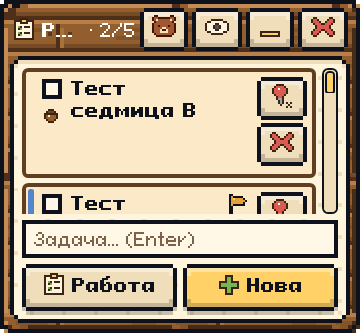 Р... · 2/5
Тест
седмица В
Тест
Задача... (Enter)
Работа
Нова